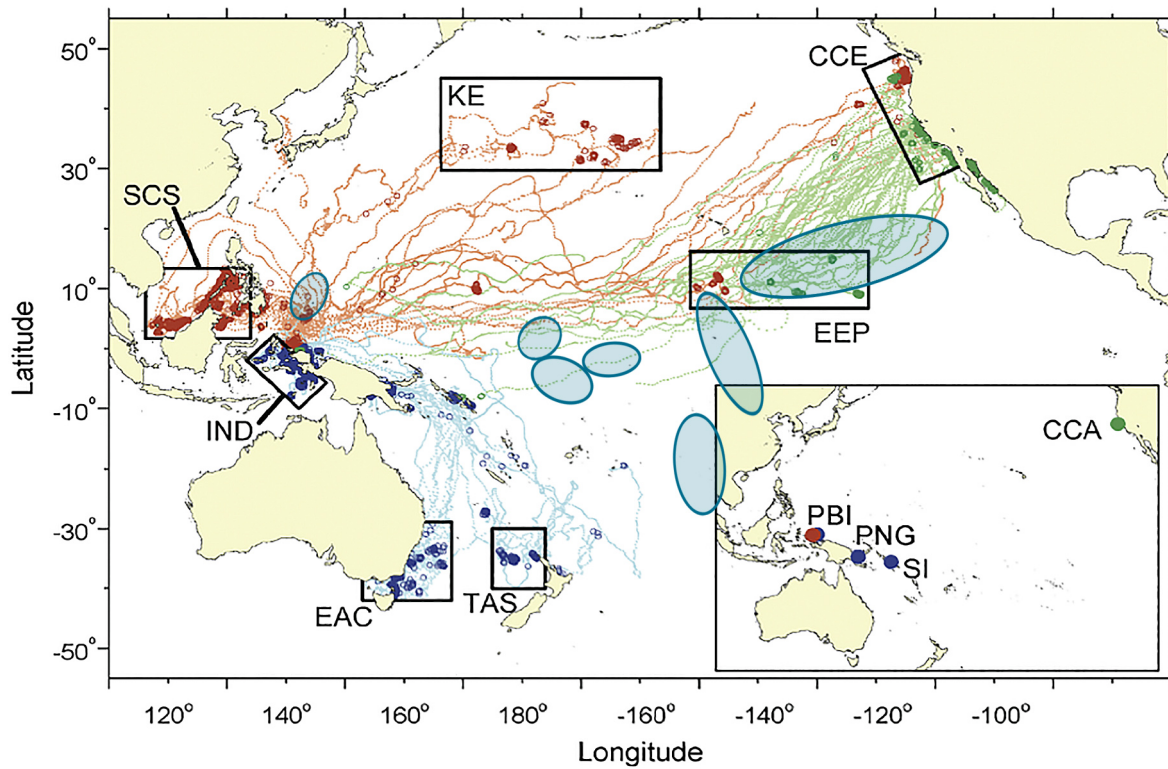 50°
30°
10°
-10°
-30°
-50°
Latitude
CCE
KE
SCS
EEP
IND
EAC
TAS
CCA
PBI
PNG
SI
120° 140° 160° 180° -160° -140° -120° -100°
Longitude